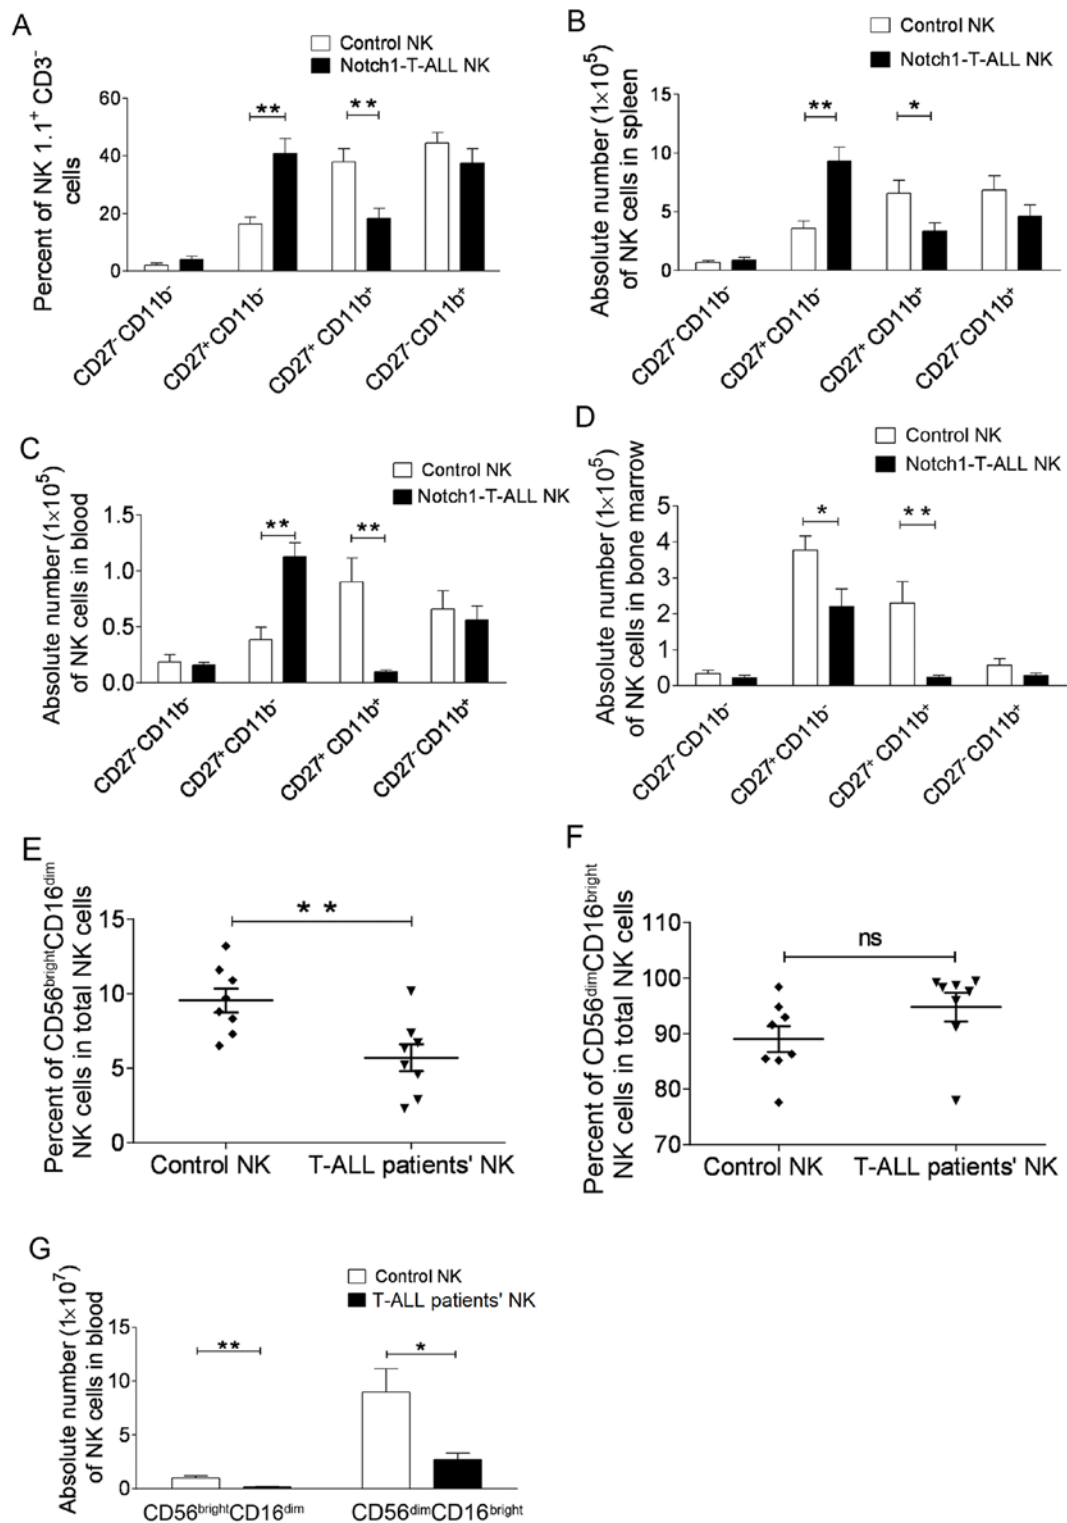 A
Control NK
Notch1-T-ALL NK
Percent of NK 1.1⁺ CD3⁻
cells
60
40
20
0
** **
CD27⁻CD11b⁻
CD27⁺CD11b⁻
CD27⁺CD11b⁺
CD27⁻CD11b⁺
B
Control NK
Notch1-T-ALL NK
Absolute number (1×10⁵)
of NK cells in spleen
15
10
5
0
** *
CD27⁻CD11b⁻
CD27⁺CD11b⁻
CD27⁺CD11b⁺
CD27⁻CD11b⁺
C
Control NK
Notch1-T-ALL NK
Absolute number (1×10⁵)
of NK cells in blood
1.5
1.0
0.5
0.0
** **
CD27⁻CD11b⁻
CD27⁺CD11b⁻
CD27⁺CD11b⁺
CD27⁻CD11b⁺
D
Control NK
Notch1-T-ALL NK
Absolute number (1×10⁵)
of NK cells in bone marrow
5
4
3
2
1
0
* **
CD27⁻CD11b⁻
CD27⁺CD11b⁻
CD27⁺CD11b⁺
CD27⁻CD11b⁺
E
Percent of CD56ᵇʳⁱᵍʰᵗCD16ᵈⁱᵐ
NK cells in total NK cells
15
10
5
0
**
Control NK T-ALL patients' NK
F
Percent of CD56ᵈⁱᵐCD16ᵇʳⁱᵍʰᵗ
NK cells in total NK cells
110
100
90
80
70
ns
Control NK T-ALL patients' NK
G
Control NK
T-ALL patients' NK
Absolute number (1×10⁷)
of NK cells in blood
15
10
5
0
** *
CD56ᵇʳⁱᵍʰᵗCD16ᵈⁱᵐ CD56ᵈⁱᵐCD16ᵇʳⁱᵍʰᵗ